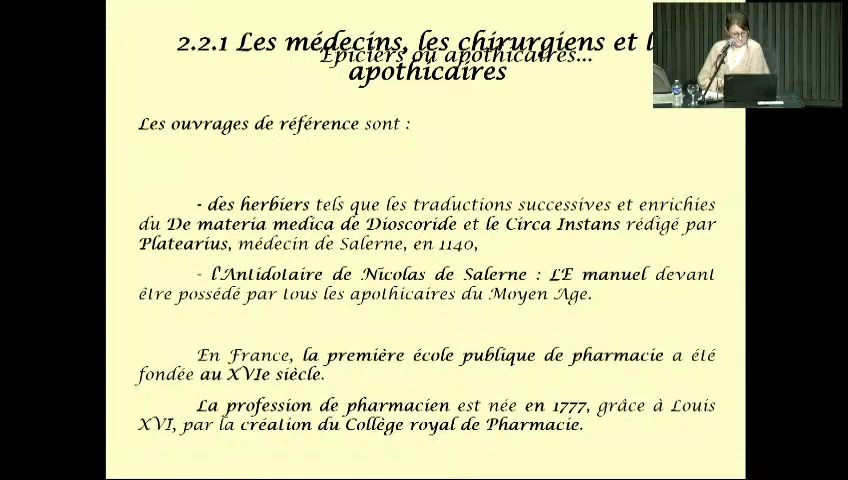 2.2.1 Les médecins, les chirurgiens et l
Epiciers ou apothicaires...
apothicaires
Les ouvrages de référence sont :
- des herbiers tels que les traductions successives et enrichies
du De materia medica de Dioscoride et le Circa Instans rédigé par
Platearius, médecin de Salerne, en 1140,
- l'Antidotaire de Nicolas de Salerne : LE manuel devant
être possédé par tous les apothicaires du Moyen Age.
En France, la première école publique de pharmacie a été
fondée au XVIe siècle.
La profession de pharmacien est née en 1777, grâce à Louis
XVI, par la création du Collège royal de Pharmacie.